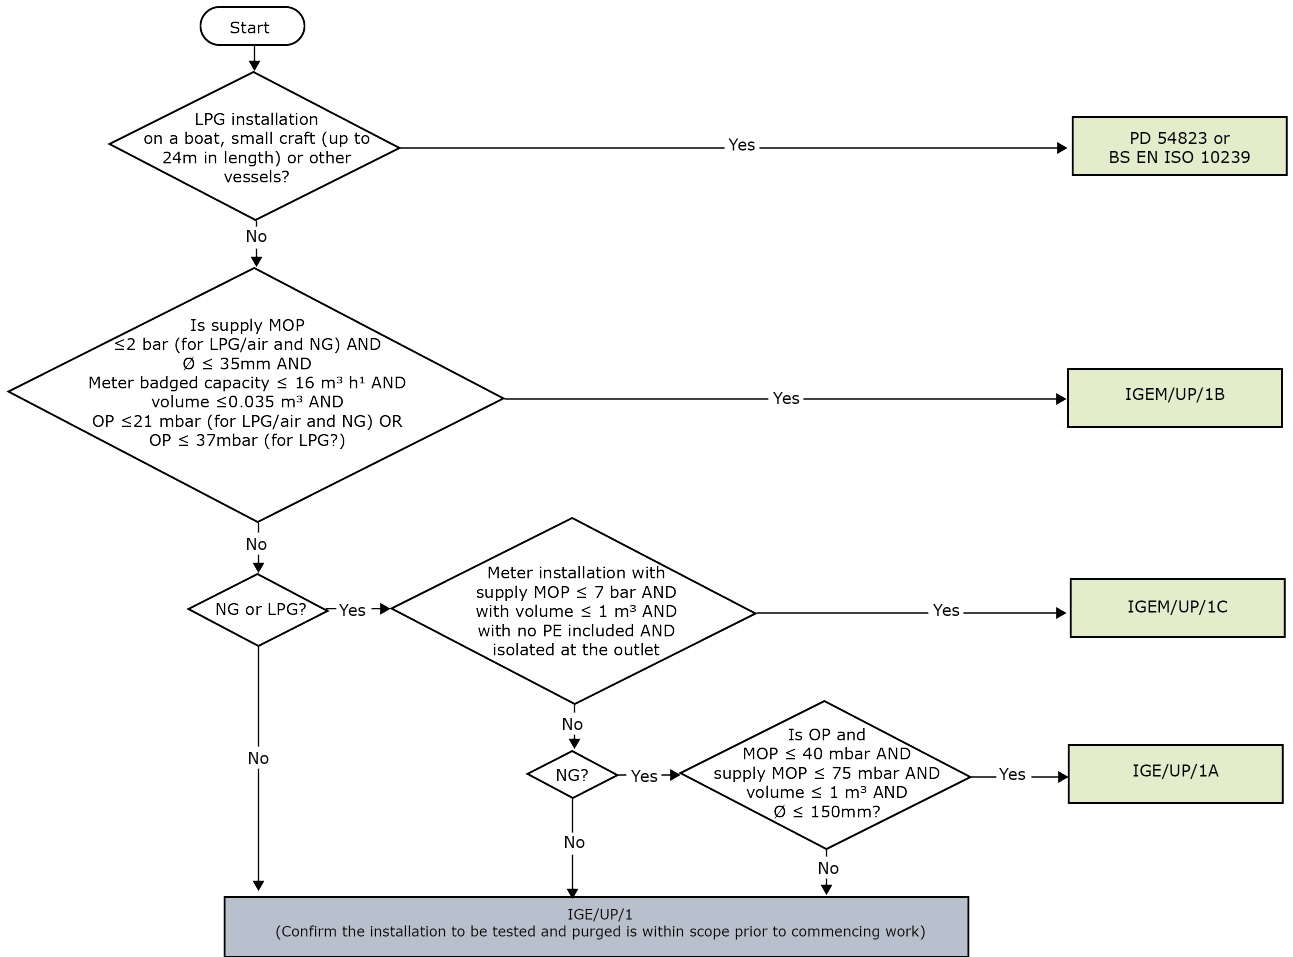 Start
LPG installation
on a boat, small craft (up to
24m in length) or other
vessels?
Yes
PD 54823 or
BS EN ISO 10239
No
Is supply MOP
≤2 bar (for LPG/air and NG) AND
Ø ≤ 35mm AND
Meter badged capacity ≤ 16 m³ h¹ AND
volume ≤0.035 m³ AND
OP ≤21 mbar (for LPG/air and NG) OR
OP ≤ 37mbar (for LPG?)
Yes
IGEM/UP/1B
No
NG or LPG?
Yes
Meter installation with
supply MOP ≤ 7 bar AND
with volume ≤ 1 m³ AND
with no PE included AND
isolated at the outlet
Yes
IGEM/UP/1C
No
No
NG?
Yes
Is OP and
MOP ≤ 40 mbar AND
supply MOP ≤ 75 mbar AND
volume ≤ 1 m³ AND
Ø ≤ 150mm?
Yes
IGE/UP/1A
No
No
IGE/UP/1
(Confirm the installation to be tested and purged is within scope prior to commencing work)